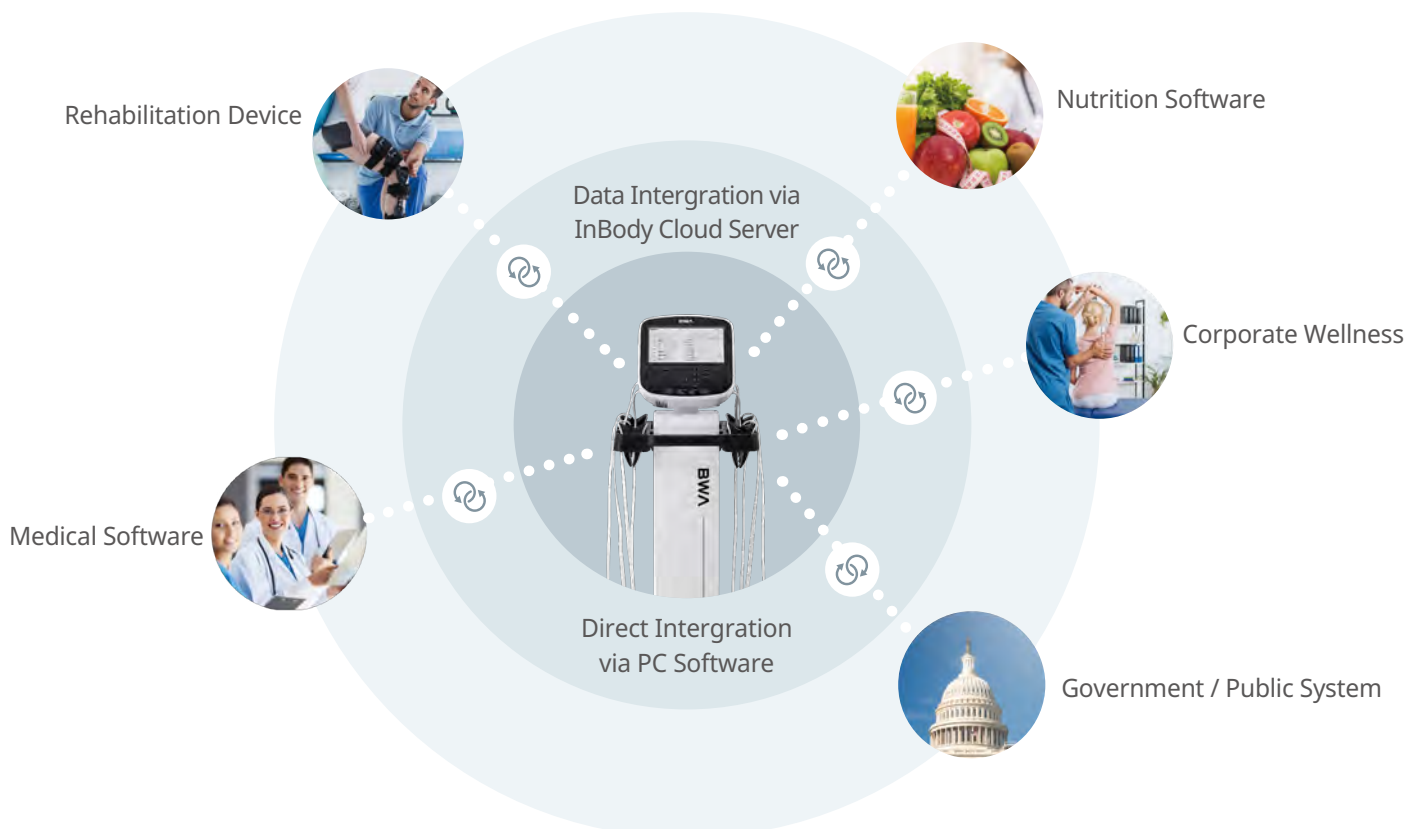 Nutrition Software
Rehabilitation Device
Data Intergration via
InBody Cloud Server
Corporate Wellness
BWA
Medical Software
Direct Intergration
via PC Software
Government / Public System